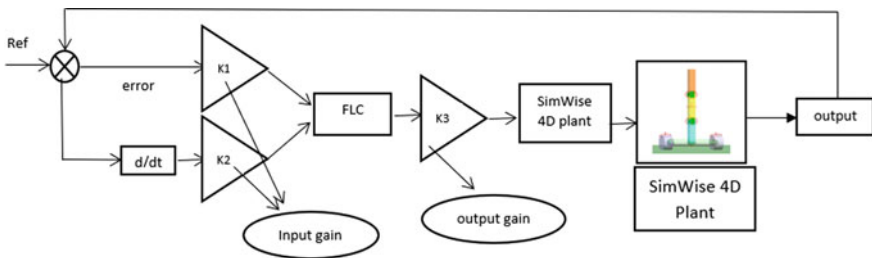 Ref
error
d/dt
K1
K2
FLC
K3
SimWise
4D plant
output
SimWise 4D
Plant
Input gain
output gain